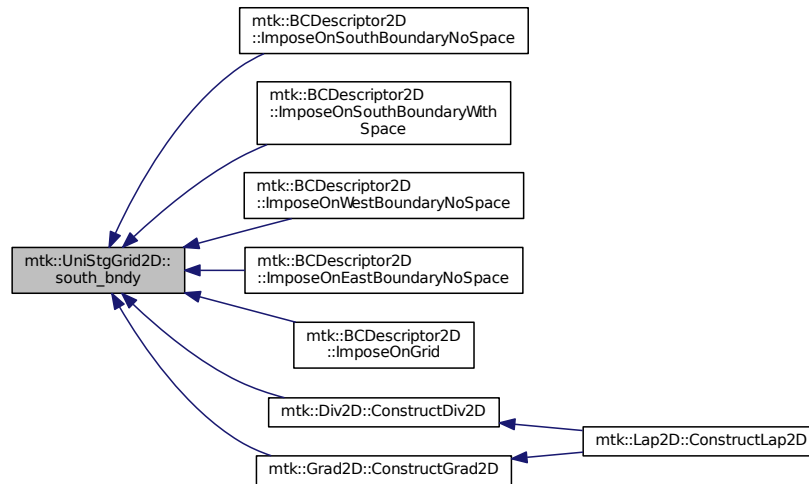 mtk::BCDescriptor2D
::ImposeOnSouthBoundaryNoSpace
mtk::BCDescriptor2D
::ImposeOnSouthBoundaryWith
Space
mtk::BCDescriptor2D
::ImposeOnWestBoundaryNoSpace
mtk::UniStgGrid2D::
south_bndy
mtk::BCDescriptor2D
::ImposeOnEastBoundaryNoSpace
mtk::BCDescriptor2D
::ImposeOnGrid
mtk::Div2D::ConstructDiv2D
mtk::Lap2D::ConstructLap2D
mtk::Grad2D::ConstructGrad2D